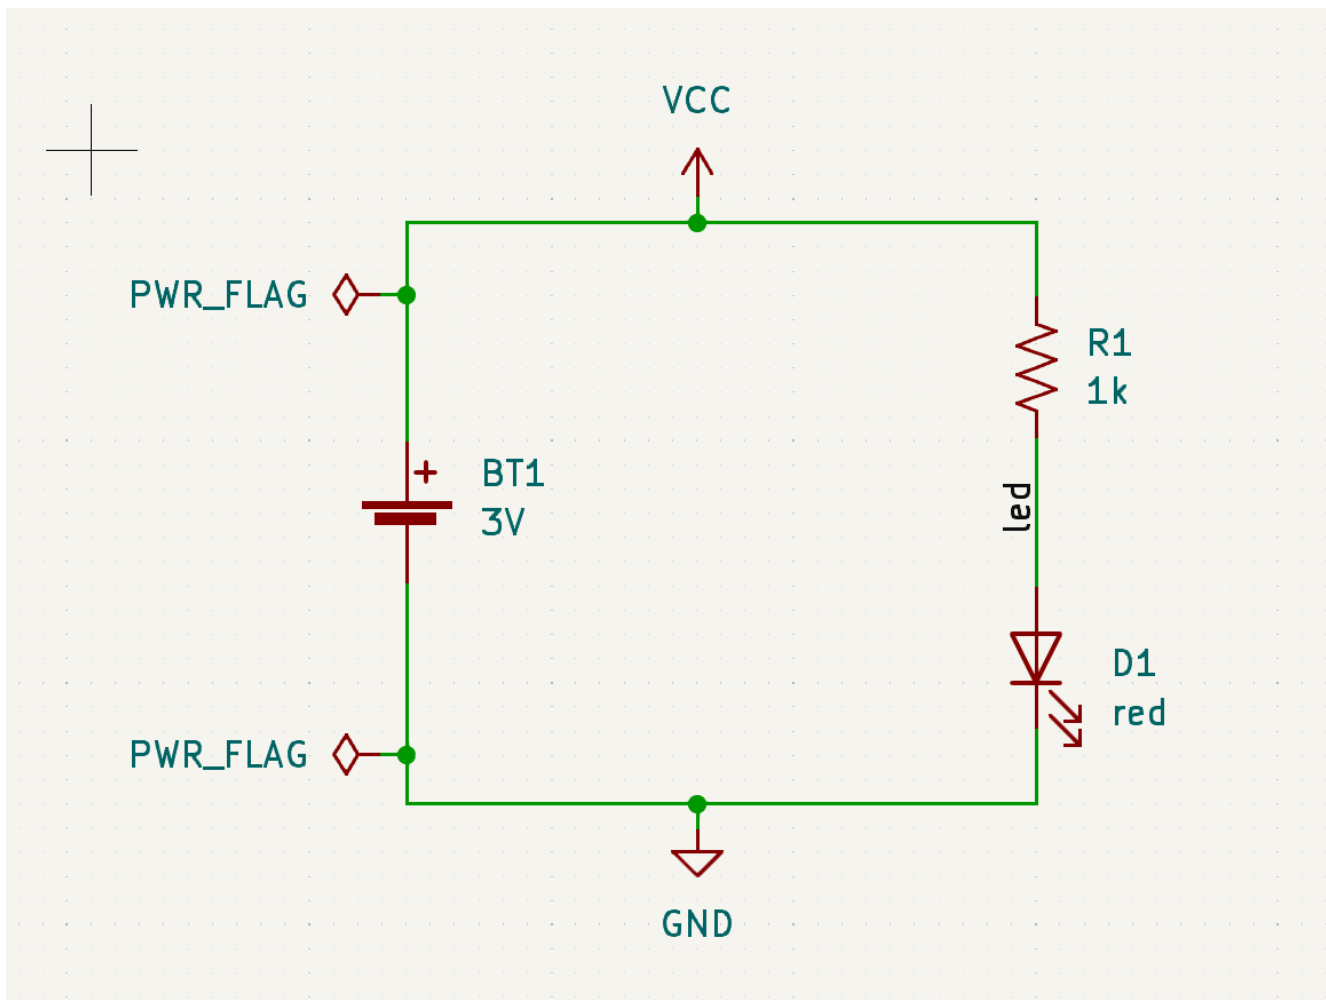 VCC
PWR_FLAG
R1
1k
+
BT1
3V
led
D1
red
PWR_FLAG
GND